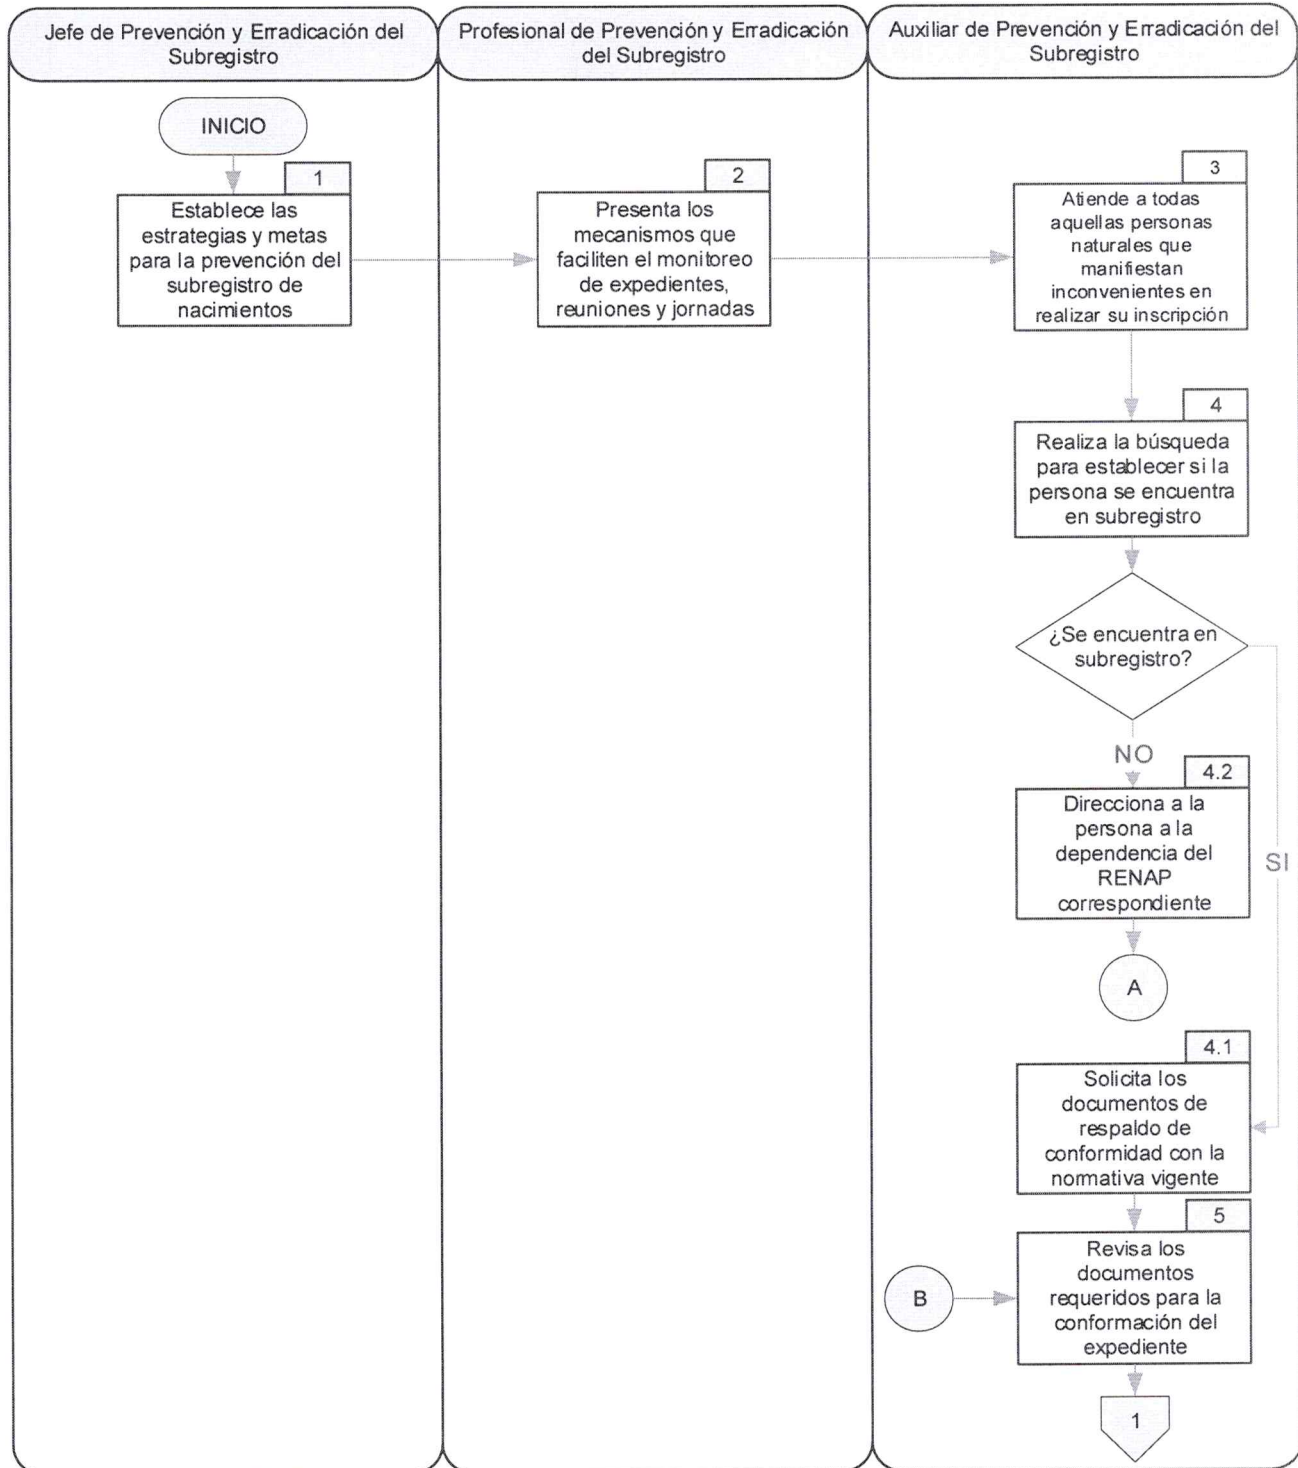 Jefe de Prevención y Erradicación del
Subregistro
Profesional de Prevención y Erradicación
del Subregistro
Auxiliar de Prevención y Erradicación del
Subregistro
INICIO
1
Establece las
estrategias y metas
para la prevención del
subregistro de
nacimientos
2
Presenta los
mecanismos que
faciliten el monitoreo
de expedientes,
reuniones y jornadas
3
Atiende a todas
aquellas personas
naturales que
manifiestan
inconvenientes en
realizar su inscripción
4
Realiza la búsqueda
para establecer si la
persona se encuentra
en subregistro
¿Se encuentra en
subregistro?
NO
SI
4.2
Direcciona a la
persona a la
dependencia del
RENAP
correspondiente
A
4.1
Solicita los
documentos de
respaldo de
conformidad con la
normativa vigente
5
Revisa los
documentos
requeridos para la
conformación del
expediente
B
1